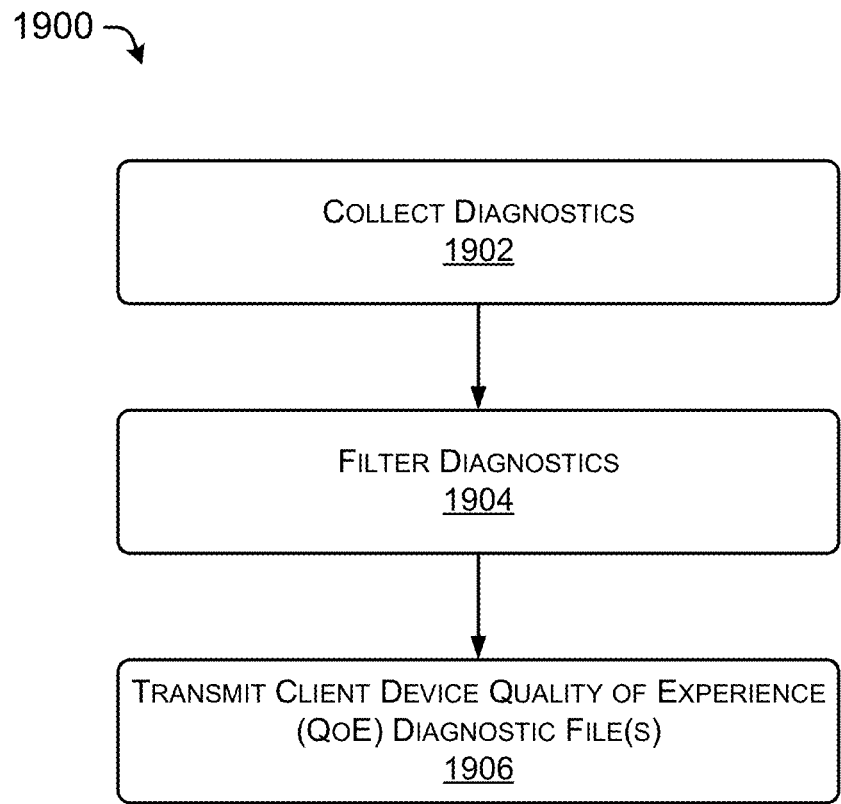 1900
COLLECT DIAGNOSTICS
1902
FILTER DIAGNOSTICS
1904
TRANSMIT CLIENT DEVICE QUALITY OF EXPERIENCE
(QOE) DIAGNOSTIC FILE(S)
1906